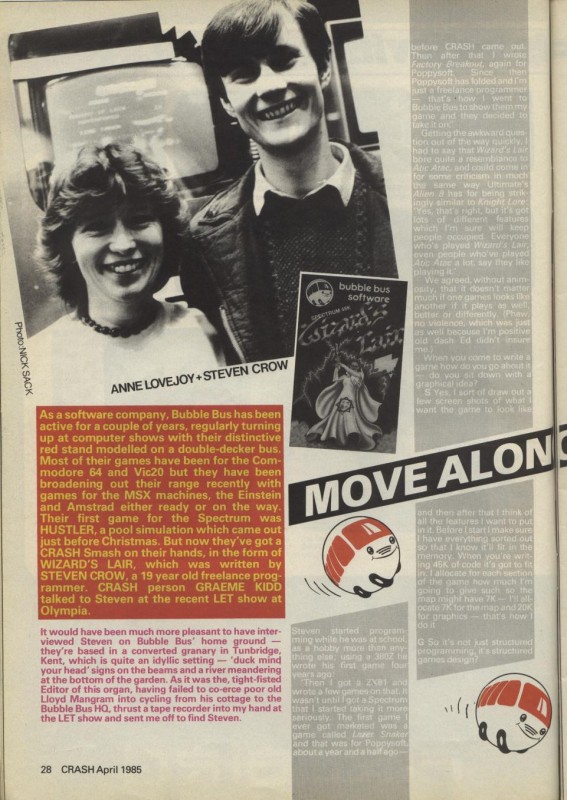 Photo:NICK SACK
ANNE LOVEJOY+STEVEN CROW
bubble bus
software
SPECTRUM 48K
Wizard's
Lair
As a software company, Bubble Bus has been
active for a couple of years, regularly turning
up at computer shows with their distinctive
red stand modelled on a double-decker bus.
Most of their games have been for the Com-
modore 64 and Vic20 but they have been
broadening out their range recently with
games for the MSX machines, the Einstein
and Amstrad either ready or on the way.
Their first game for the Spectrum was
HUSTLER, a pool simulation which came out
just before Christmas. But now they've got a
CRASH Smash on their hands, in the form of
WIZARD'S LAIR, which was written by
STEVEN CROW, a 19 year old freelance prog-
rammer. CRASH person GRAEME KIDD
talked to Steven at the recent LET show at
Olympia.
It would have been much more pleasant to have inter-
viewed Steven on Bubble Bus' home ground —
they're based in a converted granary in Tunbridge,
Kent, which is quite an idyllic setting — 'duck mind
your head' signs on the beams and a river meandering
at the bottom of the garden. As it was, the tight-fisted
Editor of this organ, having failed to co-erce poor old
Lloyd Mangram into cycling from his cottage to the
Bubble Bus HQ, thrust a tape recorder into my hand at
the LET show and sent me off to find Steven.
MOVE ALONG
Steven started program-
ming while he was at school,
as a hobby more than any-
thing else, using a 380Z he
wrote his first game four
years ago:
'Then I got a ZX81 and
wrote a few games on that. It
wasn't until I got a Spectrum
that I started taking it more
seriously. The first game I
ever got marketed was a
game called Lazer Snaker
and that was for Poppysoft,
about a year and a half ago —
before CRASH came out.
Then after that I wrote
Factory Breakout, again for
Poppysoft. Since then
Poppysoft has folded and I'm
just a freelance programmer
— that's how I went to
Bubble Bus to show them my
game and they decided to
take it on.'
Getting the awkward ques-
tion out of the way quickly, I
had to say that Wizard's Lair
bore quite a resemblance to
Atic Atac, and could come in
for some criticism in much
the same way Ultimate's
Alien 8 has for being strik-
ingly similar to Knight Lore:
'Yes, that's right, but it's got
lots of different features
which I'm sure will keep
people occupied. Everyone
who's played Wizard's Lair,
even people who've played
Atic Atac a lot, say they like
playing it.'
We agreed, without anim-
osity, that it doesn't matter
much if one games looks like
another if it plays as well,
better or differently. (Phew,
no violence, which was just
as well because I'm positive
old dash Ed didn't insure
me.)
When you come to write a
game how do you go about it
— do you sit down with a
graphical idea?
S Yes, I sort of draw out a
few screen shots of what I
want the game to look like
and then after that I think of
all the features I want to put
in it. Before I start I make sure
I have everything sorted out
so that I know it'll fit in the
memory. When you're writ-
ing 46K of code it's got to fit
in. I allocate for each section
of the game how much I'm
going to give such as the
map might have 7K — I'll all-
ocate 7K for the map and 20K
for graphics — that's how I
do it.
Q So it's not just structured
programming, it's structured
games design?
28 CRASH April 1985